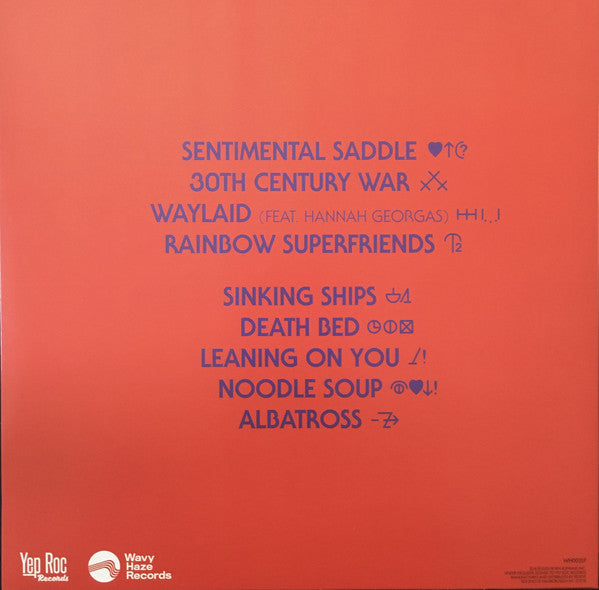 SENTIMENTAL SADDLE
30TH CENTURY WAR
WAYLAID (FEAT. HANNAH GEORGAS)
RAINBOW SUPERFRIENDS
SINKING SHIPS
DEATH BED
LEANING ON YOU
NOODLE SOUP
ALBATROSS
Yep Roc
Records
Wavy
Haze
Records